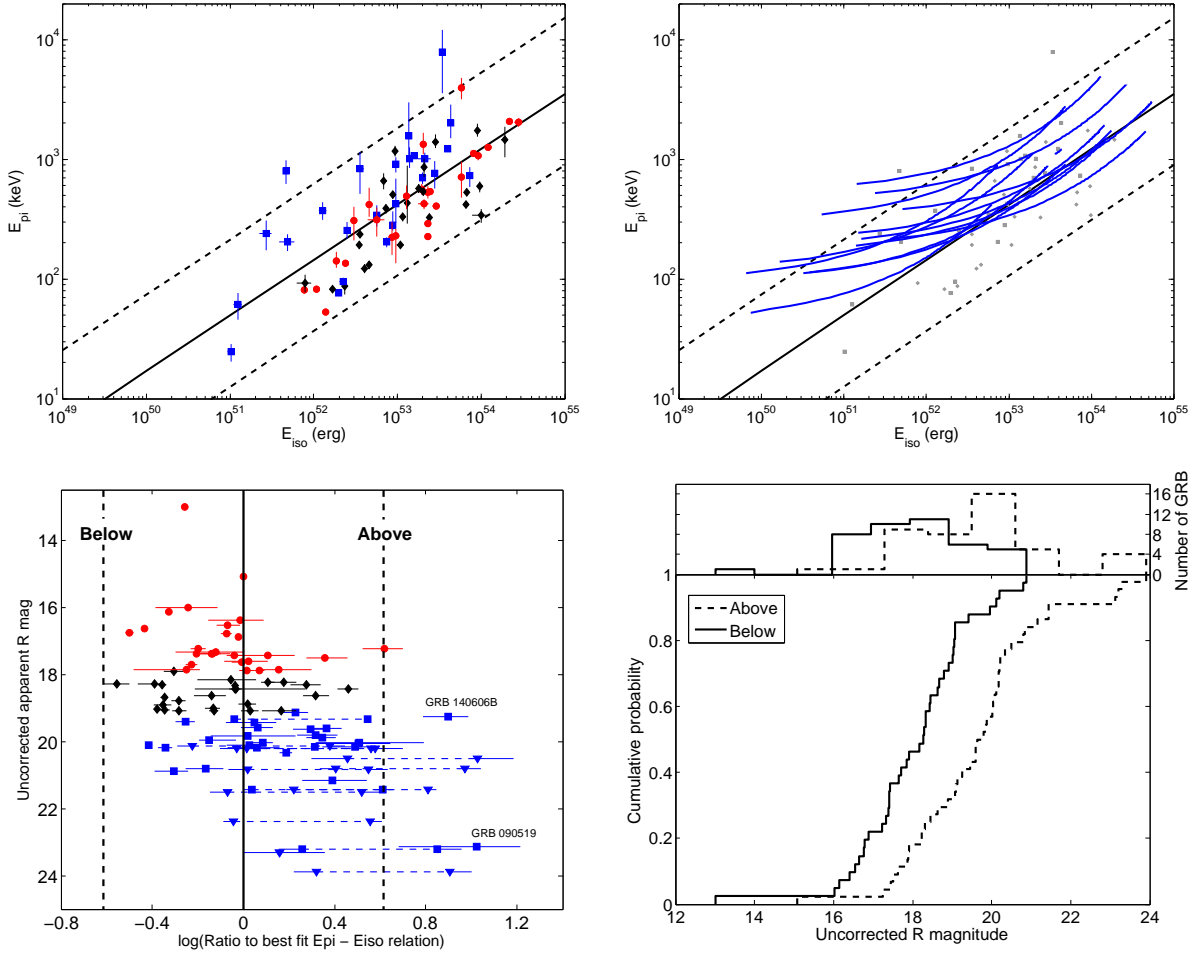 10^4
10^3
10^2
10^1
E_pi (keV)
10^49 10^50 10^51 10^52 10^53 10^54 10^55
E_iso (erg)
10^4
10^3
10^2
10^1
E_pi (keV)
10^49 10^50 10^51 10^52 10^53 10^54 10^55
E_iso (erg)
Below
Above
GRB 140606B
GRB 090519
14
16
18
20
22
24
Uncorrected apparent R mag
−0.8 −0.4 0 0.4 0.8 1.2
log(Ratio to best fit Epi − Eiso relation)
16
12
8
4
0
Number of GRB
Above
Below
1
0.8
0.6
0.4
0.2
0
Cumulative probability
12 14 16 18 20 22 24
Uncorrected R magnitude